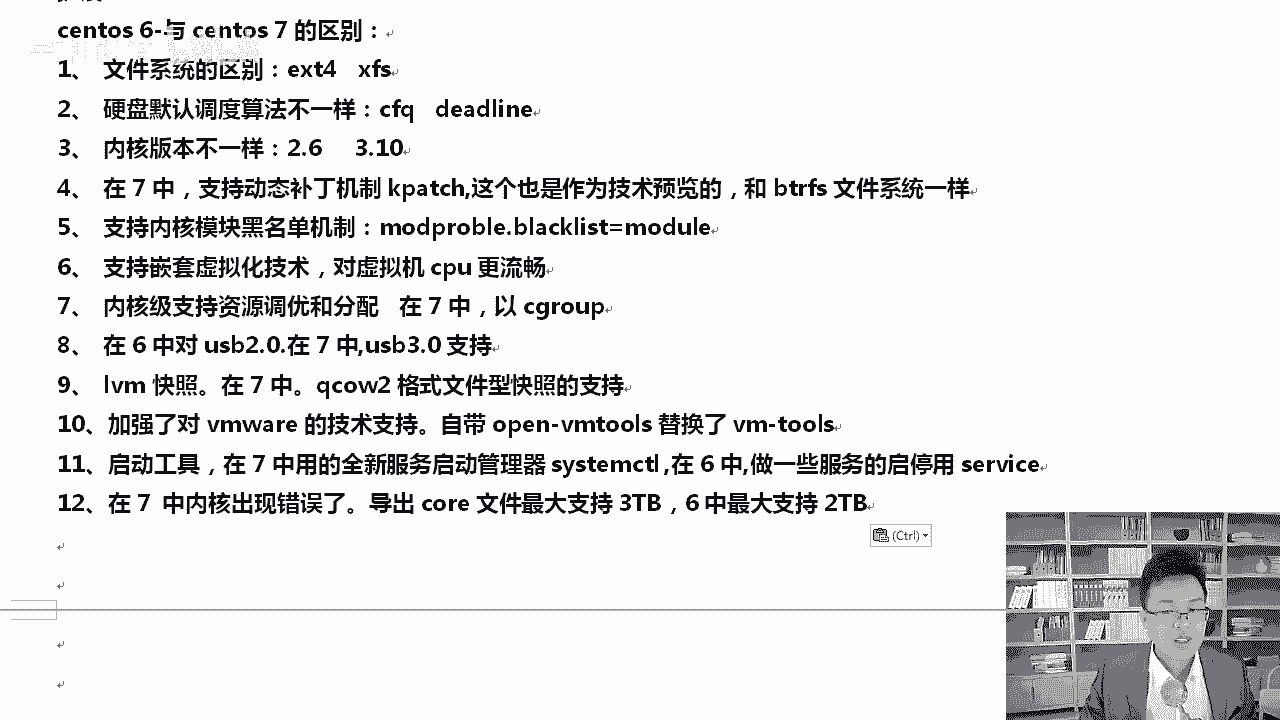 centos 6-与 centos 7 的区别：
1、 文件系统的区别：ext4 xfs
2、 硬盘默认调度算法不一样：cfq deadline
3、 内核版本不一样：2.6 3.10
4、 在 7 中，支持动态补丁机制 kpatch,这个也是作为技术预览的，和 btrfs 文件系统一样
5、 支持内核模块黑名单机制：modproble.blacklist=module
6、 支持嵌套虚拟化技术，对虚拟机 cpu 更流畅
7、 内核级支持资源调优和分配 在 7 中，以 cgroup
8、 在 6 中对 usb2.0.在 7 中,usb3.0 支持
9、 lvm 快照。在 7 中。qcow2 格式文件型快照的支持
10、加强了对 vmware 的技术支持。自带 open-vmtools 替换了 vm-tools
11、启动工具，在 7 中用的全新服务启动管理器 systemctl ,在 6 中,做一些服务的启停用 service
12、在 7 中内核出现错误了。导出 core 文件最大支持 3TB，6 中最大支持 2TB
(Ctrl)